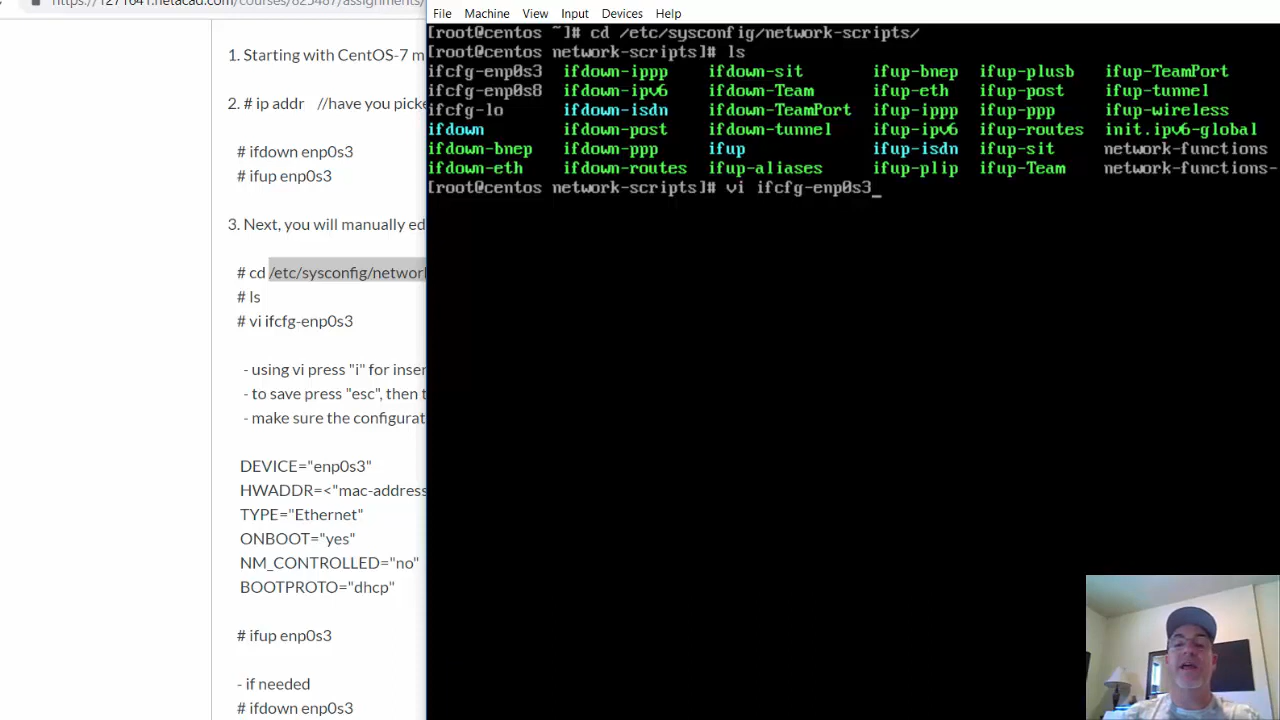 https://1271641.netacad.com/courses/825487/assignments/
File Machine View Input Devices Help
1. Starting with CentOS-7 m
2. # ip addr //have you picke
# ifdown enp0s3
# ifup enp0s3
3. Next, you will manually ed
# cd /etc/sysconfig/network
# ls
# vi ifcfg-enp0s3
- using vi press "i" for inser
- to save press "esc", then t
- make sure the configurat
DEVICE="enp0s3"
HWADDR=<"mac-address
TYPE="Ethernet"
ONBOOT="yes"
NM_CONTROLLED="no"
BOOTPROTO="dhcp"
# ifup enp0s3
- if needed
# ifdown enp0s3
[root@centos ~]# cd /etc/sysconfig/network-scripts/
[root@centos network-scripts]# ls
ifcfg-enp0s3 ifdown-ippp ifdown-sit ifup-bnep ifup-plusb ifup-TeamPort
ifcfg-enp0s8 ifdown-ipv6 ifdown-Team ifup-eth ifup-post ifup-tunnel
ifcfg-lo ifdown-isdn ifdown-TeamPort ifup-ippp ifup-ppp ifup-wireless
ifdown ifdown-post ifdown-tunnel ifup-ipv6 ifup-routes init.ipv6-global
ifdown-bnep ifdown-ppp ifup ifup-isdn ifup-sit network-functions
ifdown-eth ifdown-routes ifup-aliases ifup-plip ifup-Team network-functions-
[root@centos network-scripts]# vi ifcfg-enp0s3_